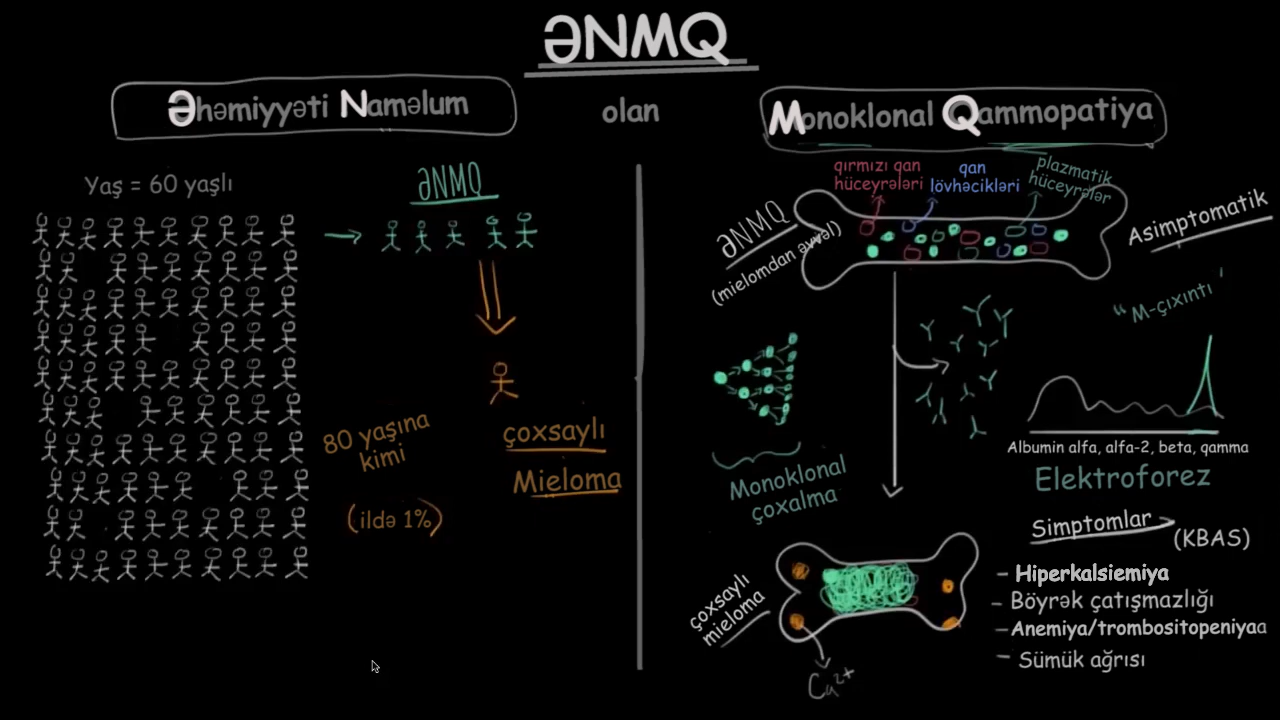 ƏNMQ
Əhəmiyyəti Naməlum
olan
Monoklonal Qammopatiya
Yaş = 60 yaşlı
ƏNMQ
80 yaşına
kimi
(ildə 1%)
çoxsaylı
Mieloma
qırmızı qan
hüceyrələri
qan
lövhəcikləri
plazmatik
hüceyrələr
ƏNMQ
(mielomdan əvvəl)
Asimptomatik
"M-çıxıntı"
Monoklonal
çoxalma
Albumin alfa, alfa-2, beta, qamma
Elektroforez
Simptomlar
(KBAS)
- Hiperkalsiemiya
- Böyrək çatışmazlığı
- Anemiya/trombositopeniyaa
- Sümük ağrısı
çoxsaylı
mieloma
Ca²⁺